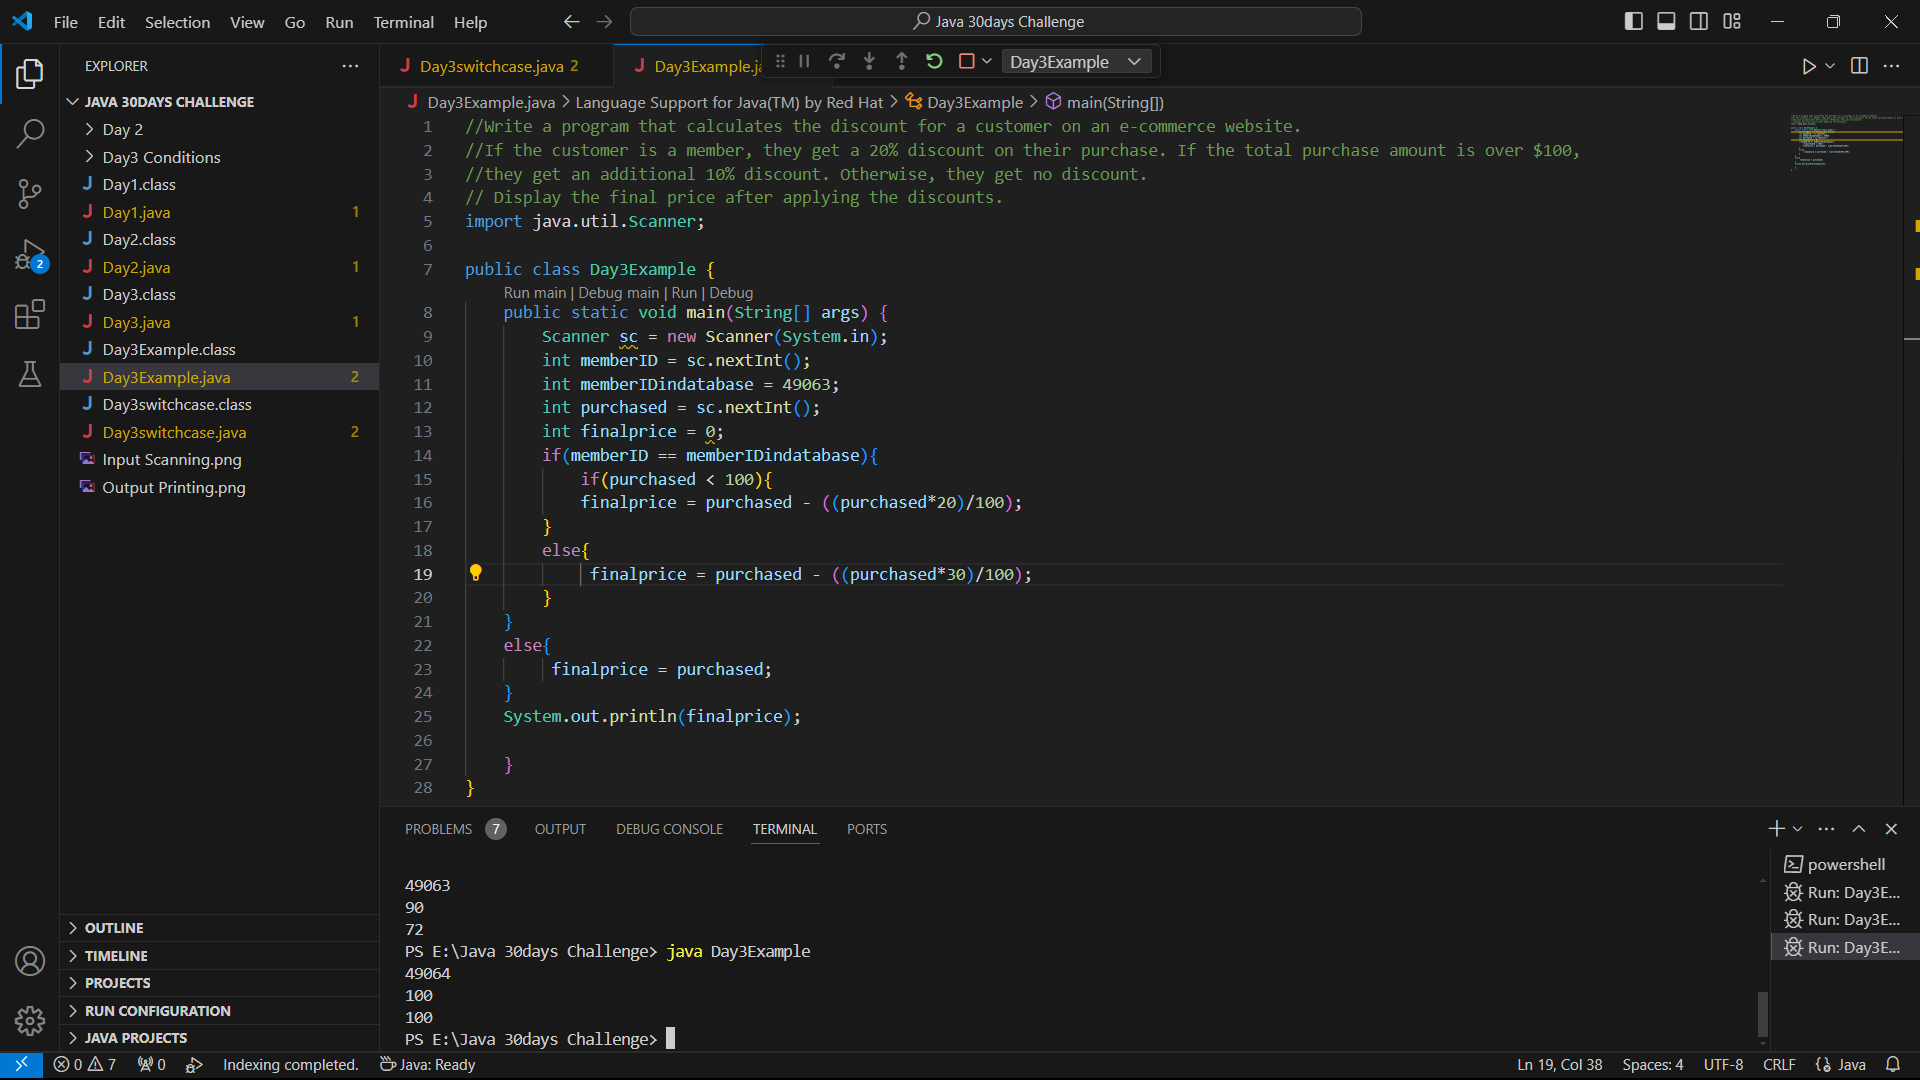 File Edit Selection View Go Run Terminal Help
Java 30days Challenge
EXPLORER
JAVA 30DAYS CHALLENGE
Day 2
Day3 Conditions
Day1.class
Day1.java 1
Day2.class
Day2.java 1
Day3.class
Day3.java 1
Day3Example.class
Day3Example.java 2
Day3switchcase.class
Day3switchcase.java 2
Input Scanning.png
Output Printing.png
OUTLINE
TIMELINE
PROJECTS
RUN CONFIGURATION
JAVA PROJECTS
2
Day3switchcase.java 2
Day3Example.ja
Day3Example
Day3Example.java > Language Support for Java(TM) by Red Hat > Day3Example > main(String[])
1 //Write a program that calculates the discount for a customer on an e-commerce website.
2 //If the customer is a member, they get a 20% discount on their purchase. If the total purchase amount is over $100,
3 //they get an additional 10% discount. Otherwise, they get no discount.
4 // Display the final price after applying the discounts.
5 import java.util.Scanner;
6
7 public class Day3Example {
Run main | Debug main | Run | Debug
8 public static void main(String[] args) {
9 Scanner sc = new Scanner(System.in);
10 int memberID = sc.nextInt();
11 int memberIDindatabase = 49063;
12 int purchased = sc.nextInt();
13 int finalprice = 0;
14 if(memberID == memberIDindatabase){
15 if(purchased < 100){
16 finalprice = purchased - ((purchased*20)/100);
17 }
18 else{
19 finalprice = purchased - ((purchased*30)/100);
20 }
21 }
22 else{
23 finalprice = purchased;
24 }
25 System.out.println(finalprice);
26
27 }
28 }
PROBLEMS 7 OUTPUT DEBUG CONSOLE TERMINAL PORTS
49063
90
72
PS E:\Java 30days Challenge> java Day3Example
49064
100
100
PS E:\Java 30days Challenge>
powershell
Run: Day3E...
Run: Day3E...
Run: Day3E...
0 7 0 Indexing completed. Java: Ready Ln 19, Col 38 Spaces: 4 UTF-8 CRLF Java